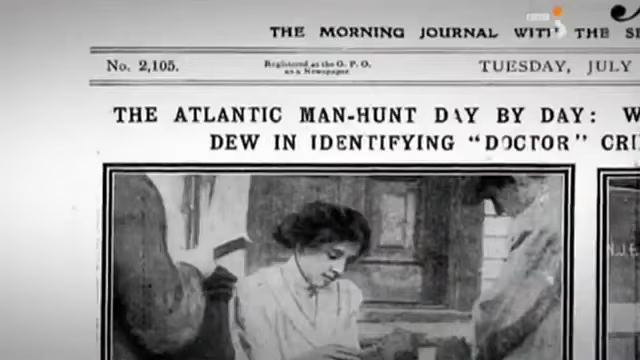 THE MORNING JOURNAL WITH THE SE
No. 2,105.
Registered at the G. P. O.
as a Newspaper.
TUESDAY, JULY
THE ATLANTIC MAN-HUNT DAY BY DAY: W
DEW IN IDENTIFYING "DOCTOR" CRI